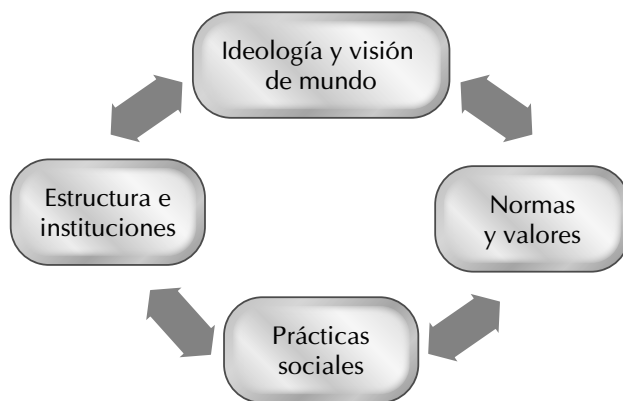 Ideología y visión
de mundo
Estructura e
instituciones
Normas
y valores
Prácticas
sociales